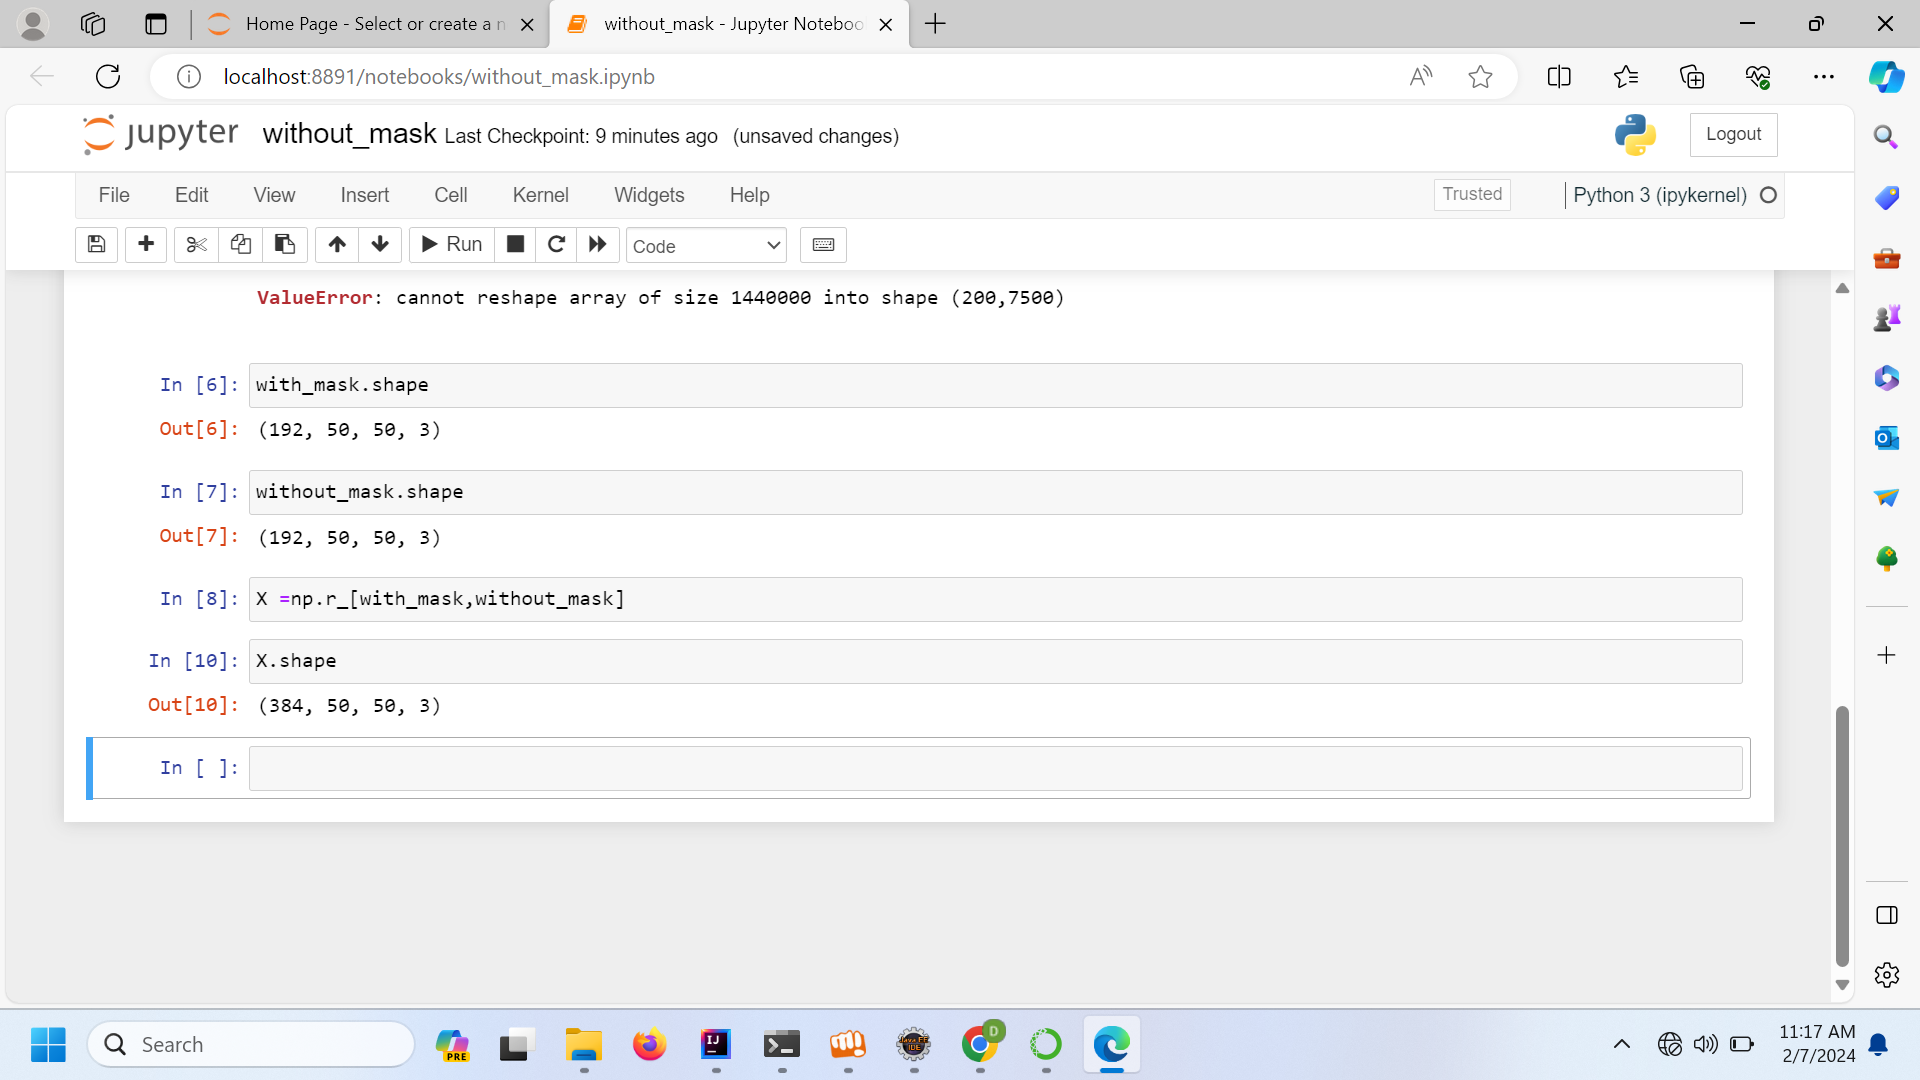 Home Page - Select or create a n
without_mask - Jupyter Noteboo
localhost:8891/notebooks/without_mask.ipynb
jupyter without_mask Last Checkpoint: 9 minutes ago (unsaved changes)
Logout
File Edit View Insert Cell Kernel Widgets Help
Trusted
Python 3 (ipykernel)
Run
Code
ValueError: cannot reshape array of size 1440000 into shape (200,7500)
In [6]: with_mask.shape
Out[6]: (192, 50, 50, 3)
In [7]: without_mask.shape
Out[7]: (192, 50, 50, 3)
In [8]: X =np.r_[with_mask,without_mask]
In [10]: X.shape
Out[10]: (384, 50, 50, 3)
In [ ]:
Search
PRE
IJ
D
11:17 AM
2/7/2024